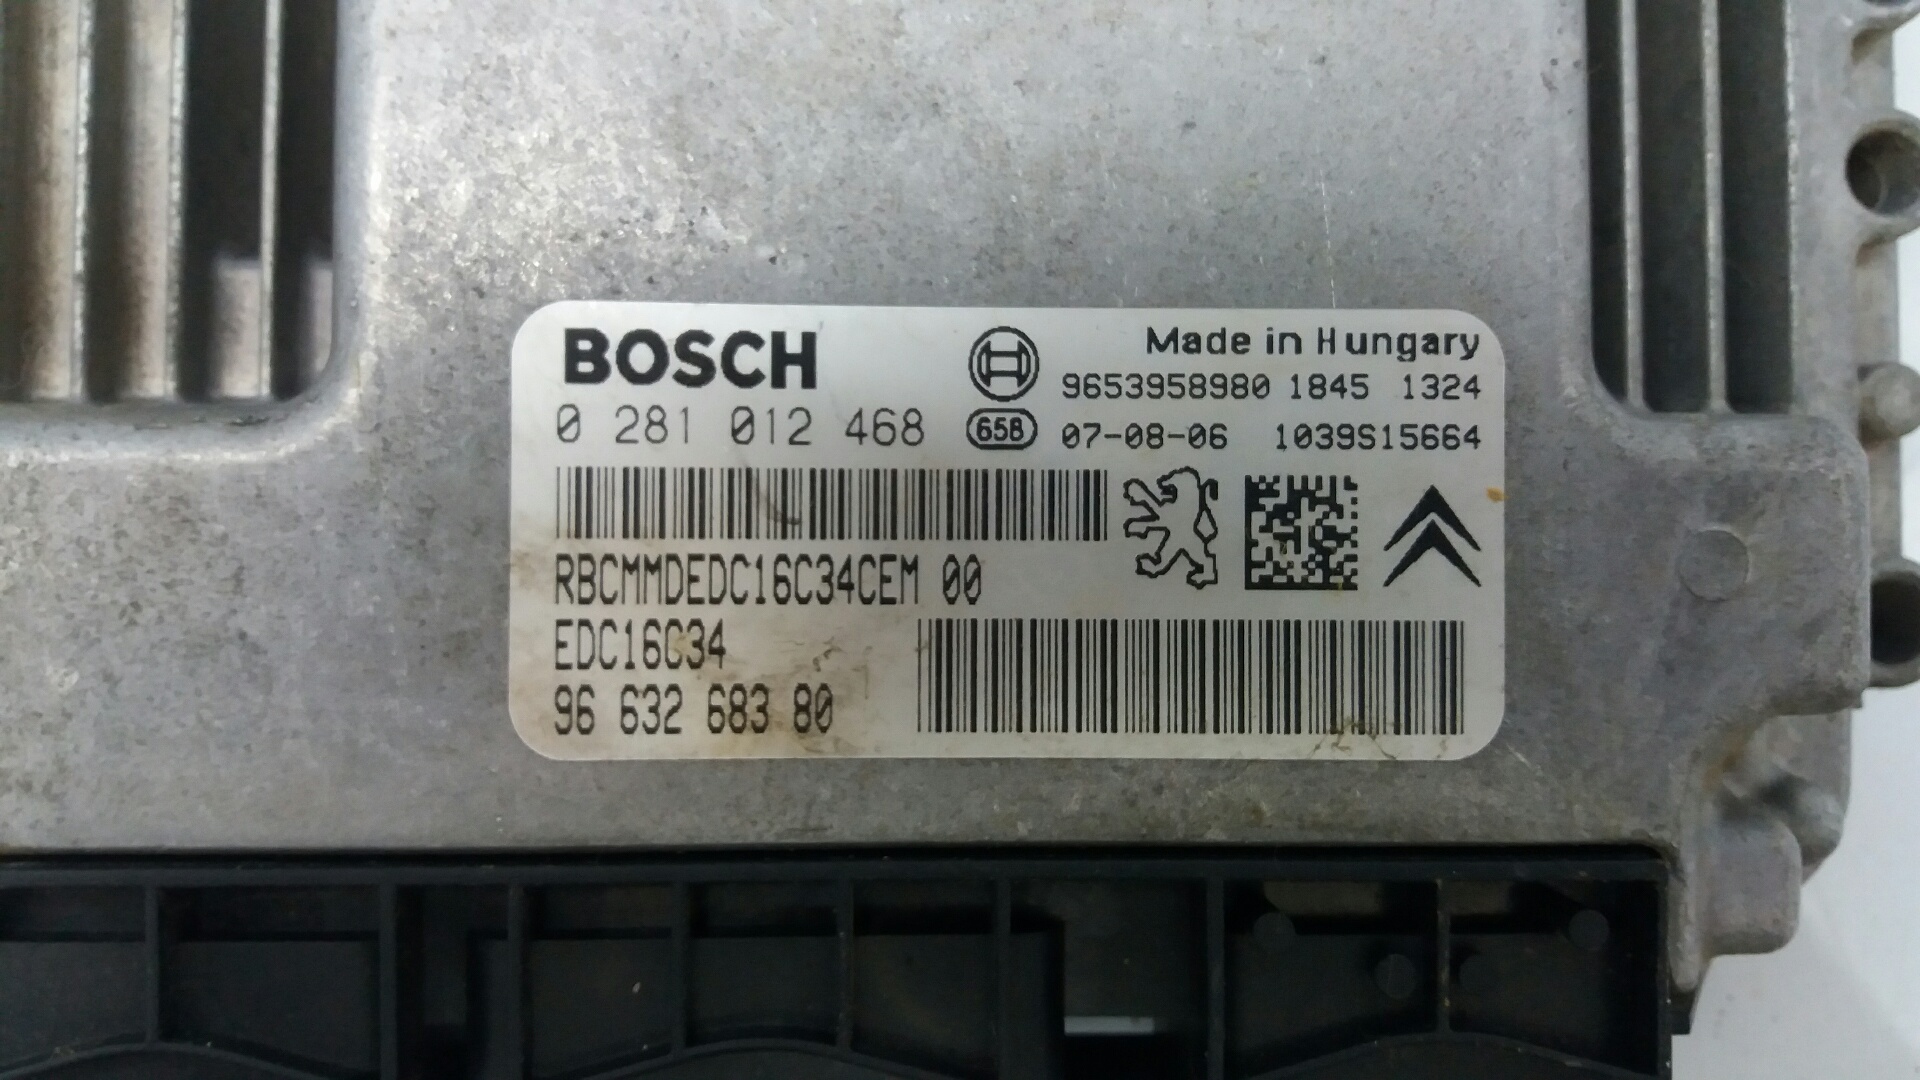 BOSCH
Made in Hungary
9653958980 1845 1324
0 281 012 468
658
07-08-06 1039S15664
RBCMMDEDC16C34CEM 00
EDC16C34
96 632 683 80